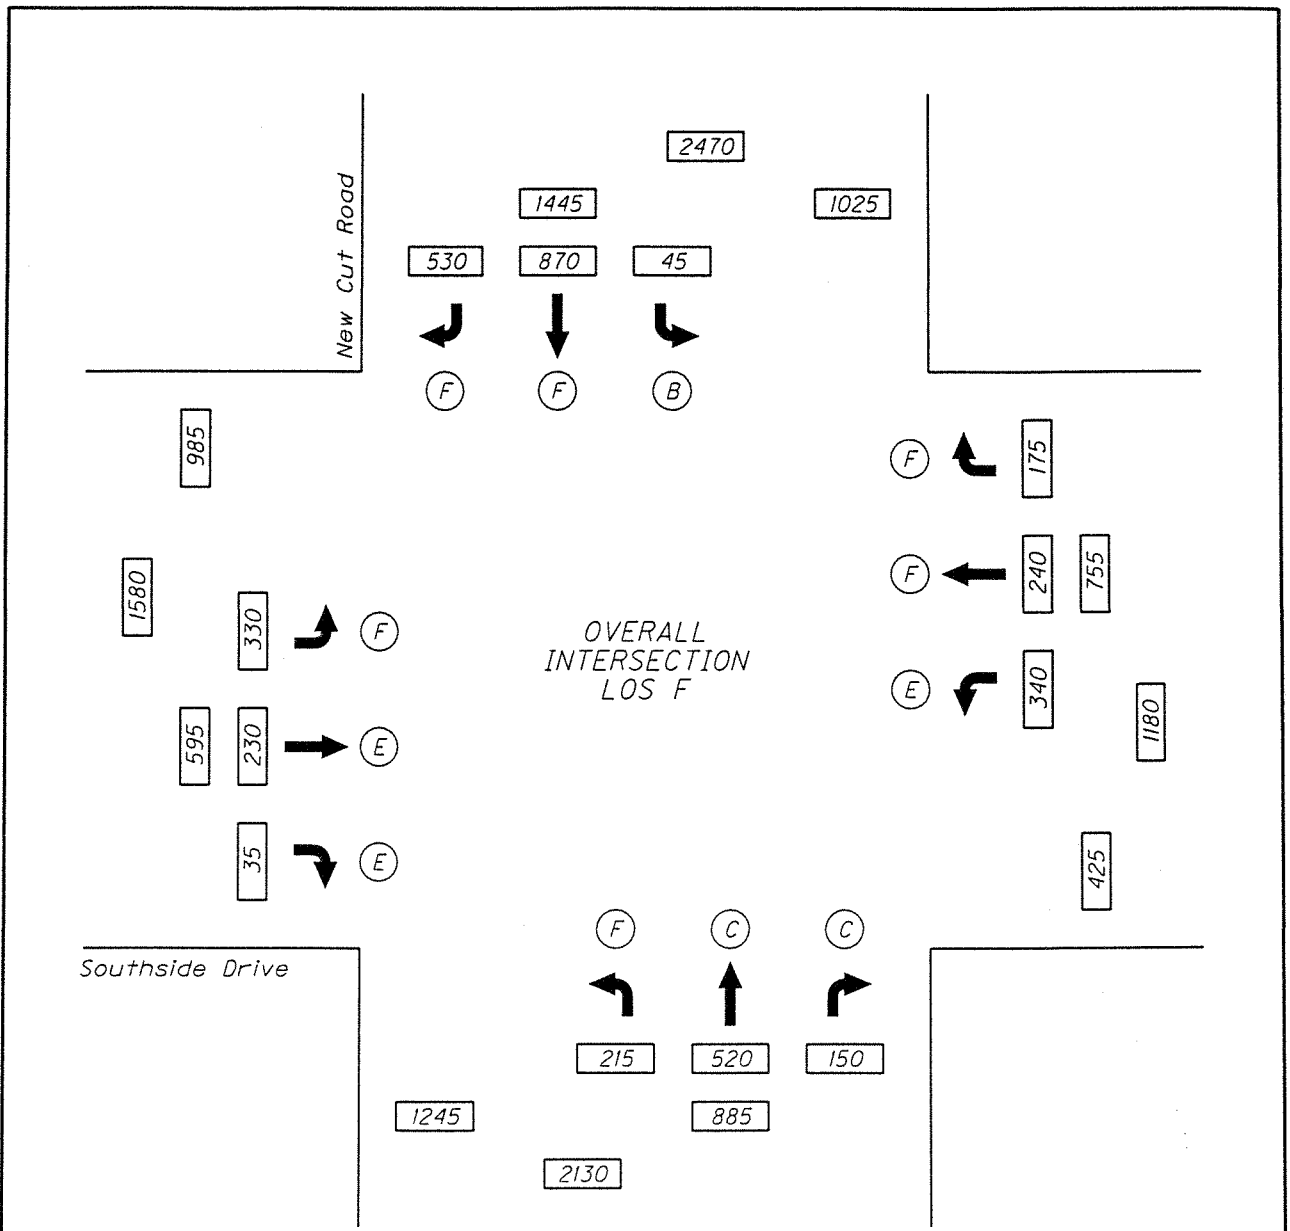 2470
1445
1025
New Cut Road
530
870
45
F
F
B
985
F
175
1580
330
F
OVERALL
INTERSECTION
LOS F
F
240
755
595
230
E
E
340
1180
35
E
425
F
C
C
Southside Drive
215
520
150
1245
885
2130